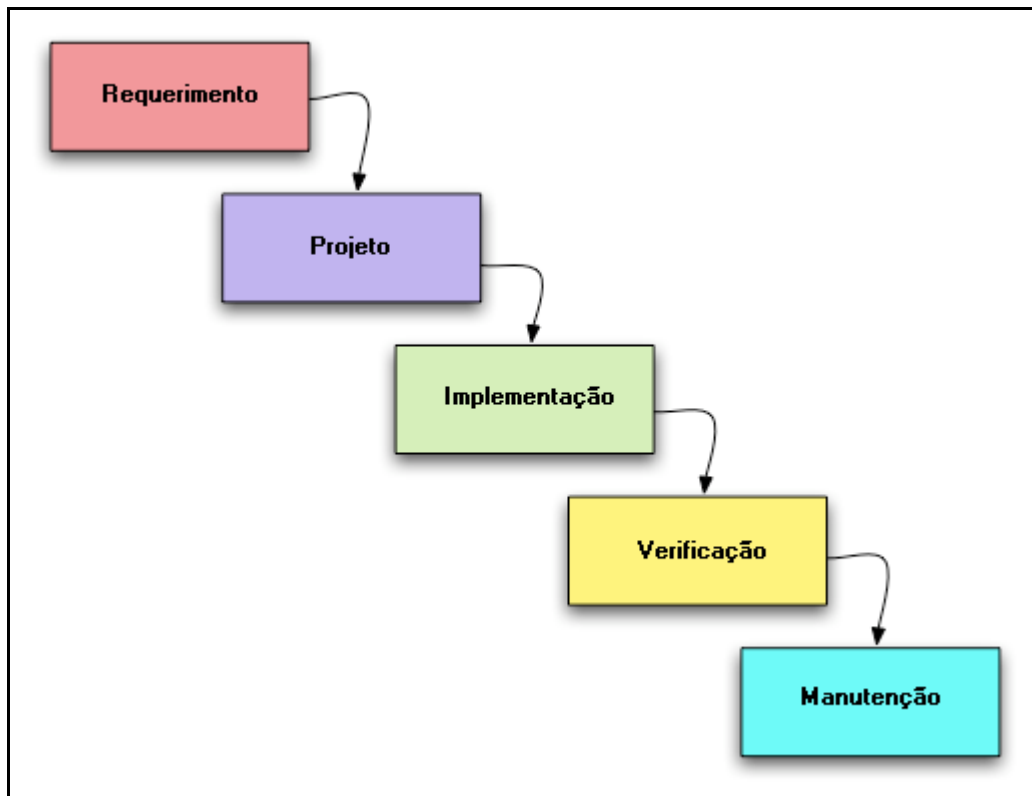 Requerimento
Projeto
Implementação
Verificação
Manutenção